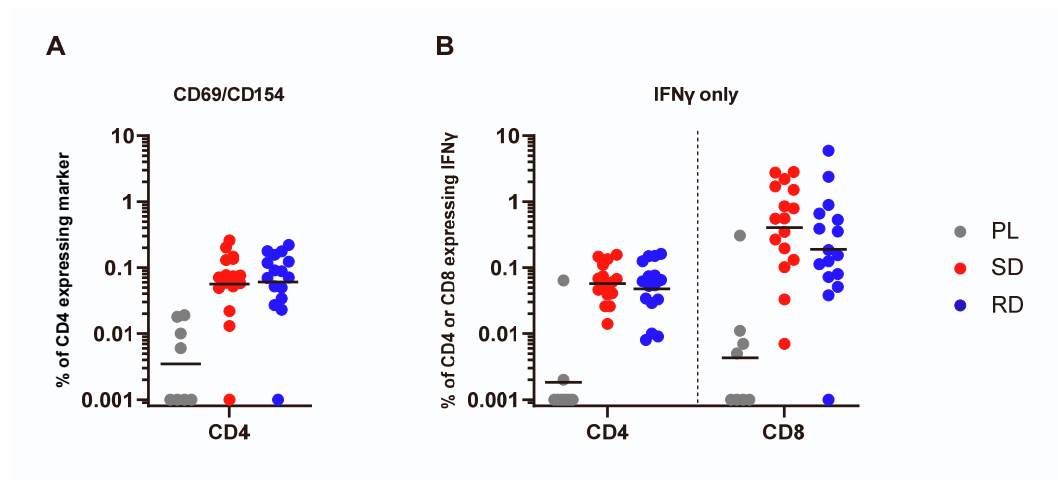 A
CD69/CD154
% of CD4 expressing marker
10
1
0.1
0.01
0.001
CD4
B
IFNγ only
% of CD4 or CD8 expressing IFNγ
10
1
0.1
0.01
0.001
CD4
CD8
PL
SD
RD